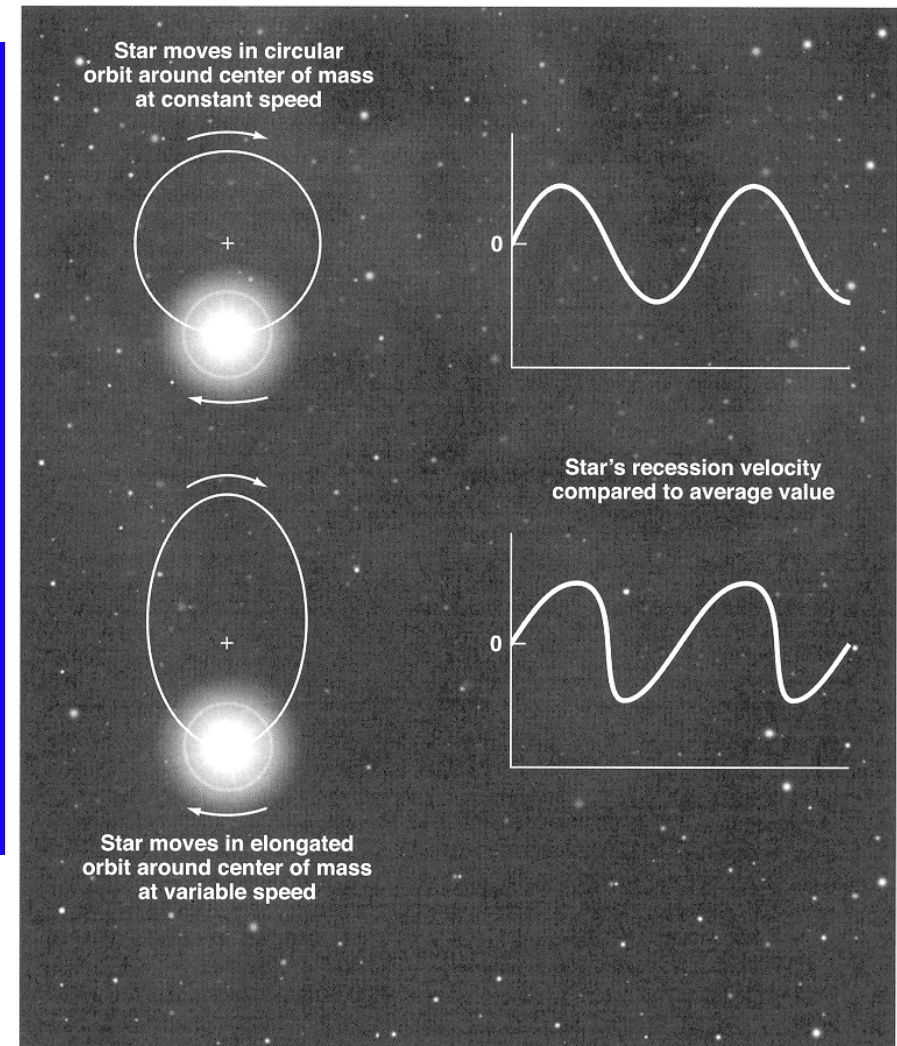 Star moves in circular
orbit around center of mass
at constant speed
0
Star's recession velocity
compared to average value
0
Star moves in elongated
orbit around center of mass
at variable speed